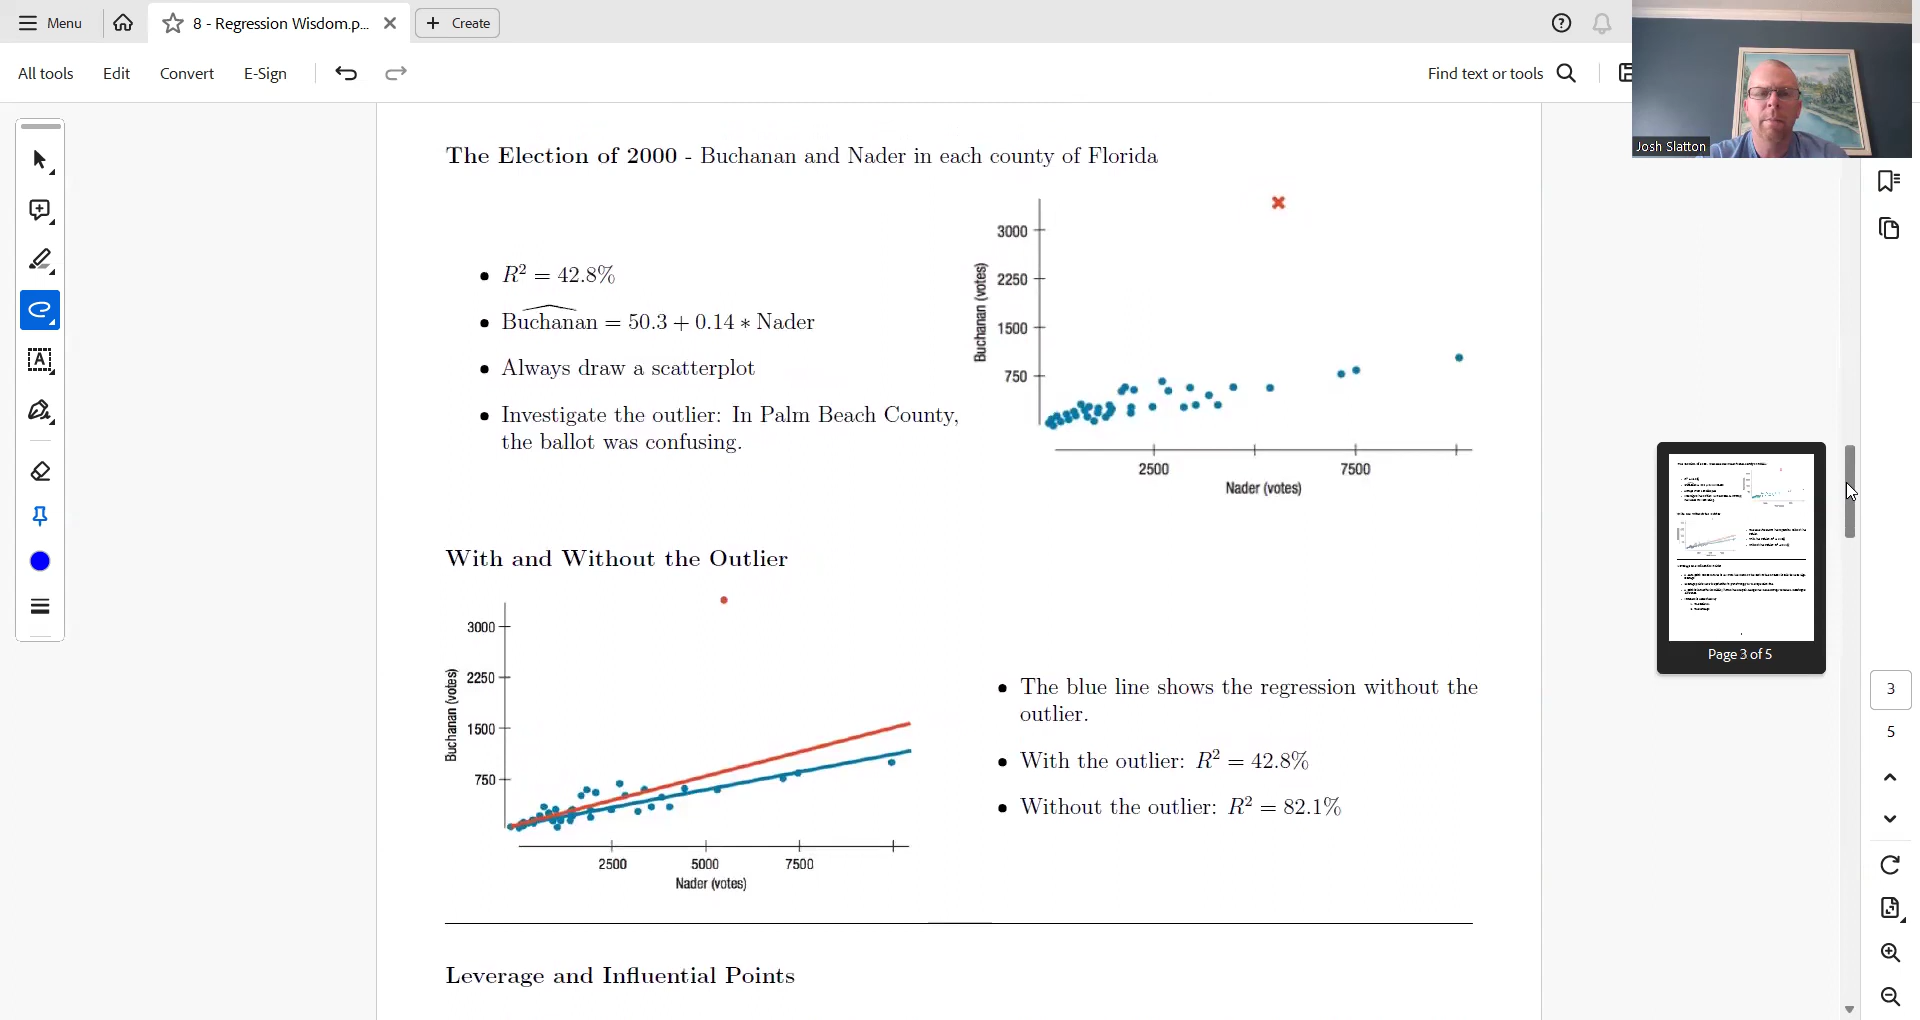 Menu
8 - Regression Wisdom.p...
Create
All tools
Edit
Convert
E-Sign
Find text or tools
Josh Slatton
The Election of 2000 - Buchanan and Nader in each county of Florida
• R² = 42.8%
• Buchanan = 50.3 + 0.14 ∗ Nader
• Always draw a scatterplot
• Investigate the outlier: In Palm Beach County,
the ballot was confusing.
3000
2250
1500
750
Buchanan (votes)
2500
7500
Nader (votes)
With and Without the Outlier
3000
2250
1500
750
Buchanan (votes)
2500
5000
7500
Nader (votes)
• The blue line shows the regression without the
outlier.
• With the outlier: R² = 42.8%
• Without the outlier: R² = 82.1%
Leverage and Influential Points
Page 3 of 5
3
5